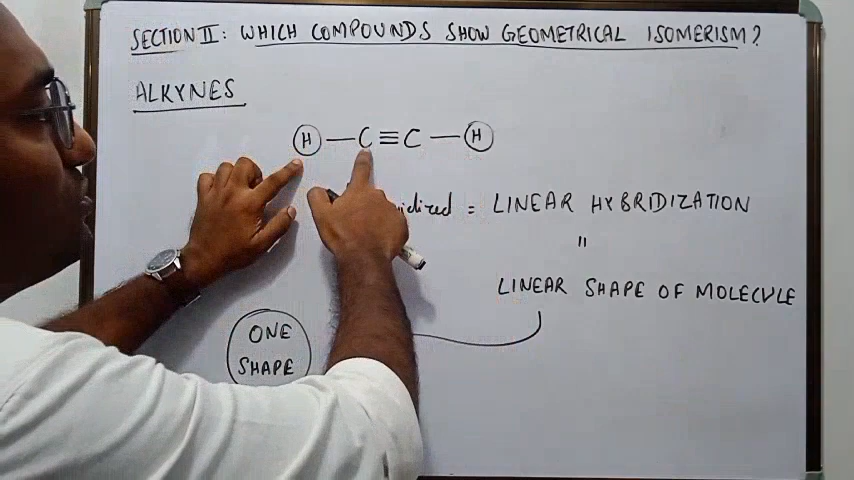 SECTION II: WHICH COMPOUNDS SHOW GEOMETRICAL ISOMERISM?
ALKYNES
H — C ≡ C — H
= LINEAR HYBRIDIZATION
"
LINEAR SHAPE OF MOLECULE
ONE
SHAPE